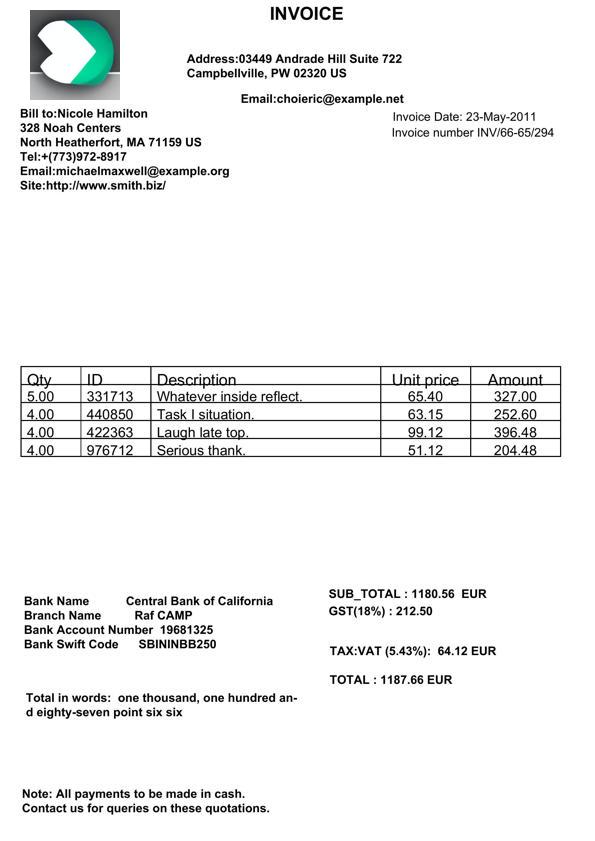 INVOICE
Address:03449 Andrade Hill Suite 722
Campbellville, PW 02320 US
Email:choieric@example.net
Bill to:Nicole Hamilton
328 Noah Centers
North Heatherfort, MA 71159 US
Tel:+(773)972-8917
Email:michaelmaxwell@example.org
Site:http://www.smith.biz/
Invoice Date: 23-May-2011
Invoice number INV/66-65/294
Qty ID Description Unit price Amount
5.00 331713 Whatever inside reflect. 65.40 327.00
4.00 440850 Task I situation. 63.15 252.60
4.00 422363 Laugh late top. 99.12 396.48
4.00 976712 Serious thank. 51.12 204.48
Bank Name Central Bank of California
Branch Name Raf CAMP
Bank Account Number 19681325
Bank Swift Code SBININBB250
SUB_TOTAL : 1180.56 EUR
GST(18%) : 212.50
TAX:VAT (5.43%): 64.12 EUR
TOTAL : 1187.66 EUR
Total in words: one thousand, one hundred an-
d eighty-seven point six six
Note: All payments to be made in cash.
Contact us for queries on these quotations.